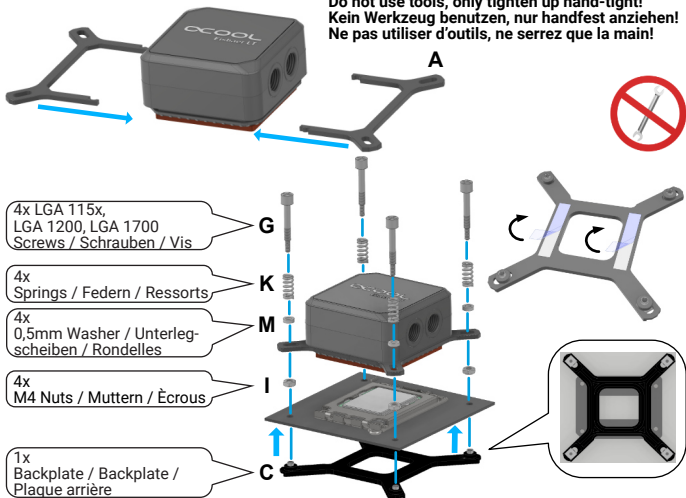 Do not use tools, only tighten up hand-tight!
Kein Werkzeug benutzen, nur handfest anziehen!
Ne pas utiliser d'outils, ne serrez que la main!
A
4x LGA 115x,
LGA 1200, LGA 1700
Screws / Schrauben / Vis
G
4x
Springs / Federn / Ressorts
K
4x
0,5mm Washer / Unterleg-
scheiben / Rondelles
M
4x
M4 Nuts / Muttern / Ècrous
I
1x
Backplate / Backplate /
Plaque arrière
C